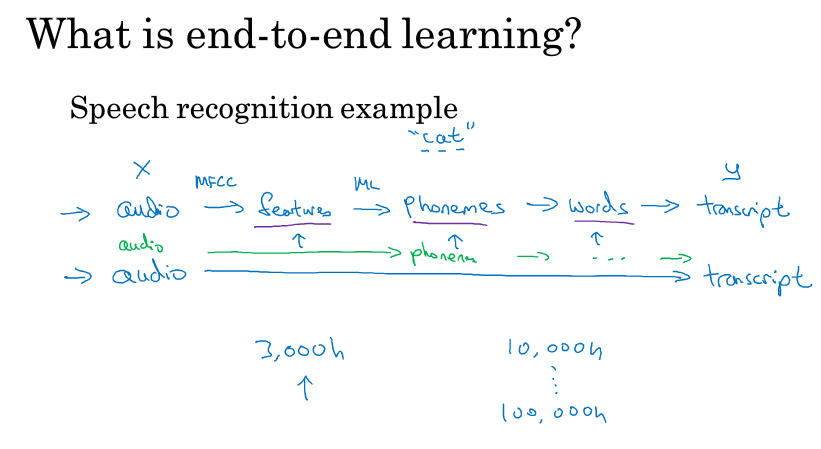 What is end-to-end learning?
Speech recognition example
"cat"
x y
MFCC ML
→ audio → features → phonemes → words → transcript
audio → phonemes → ... →
→ audio → transcript
3,000h 10,000h
100,000h